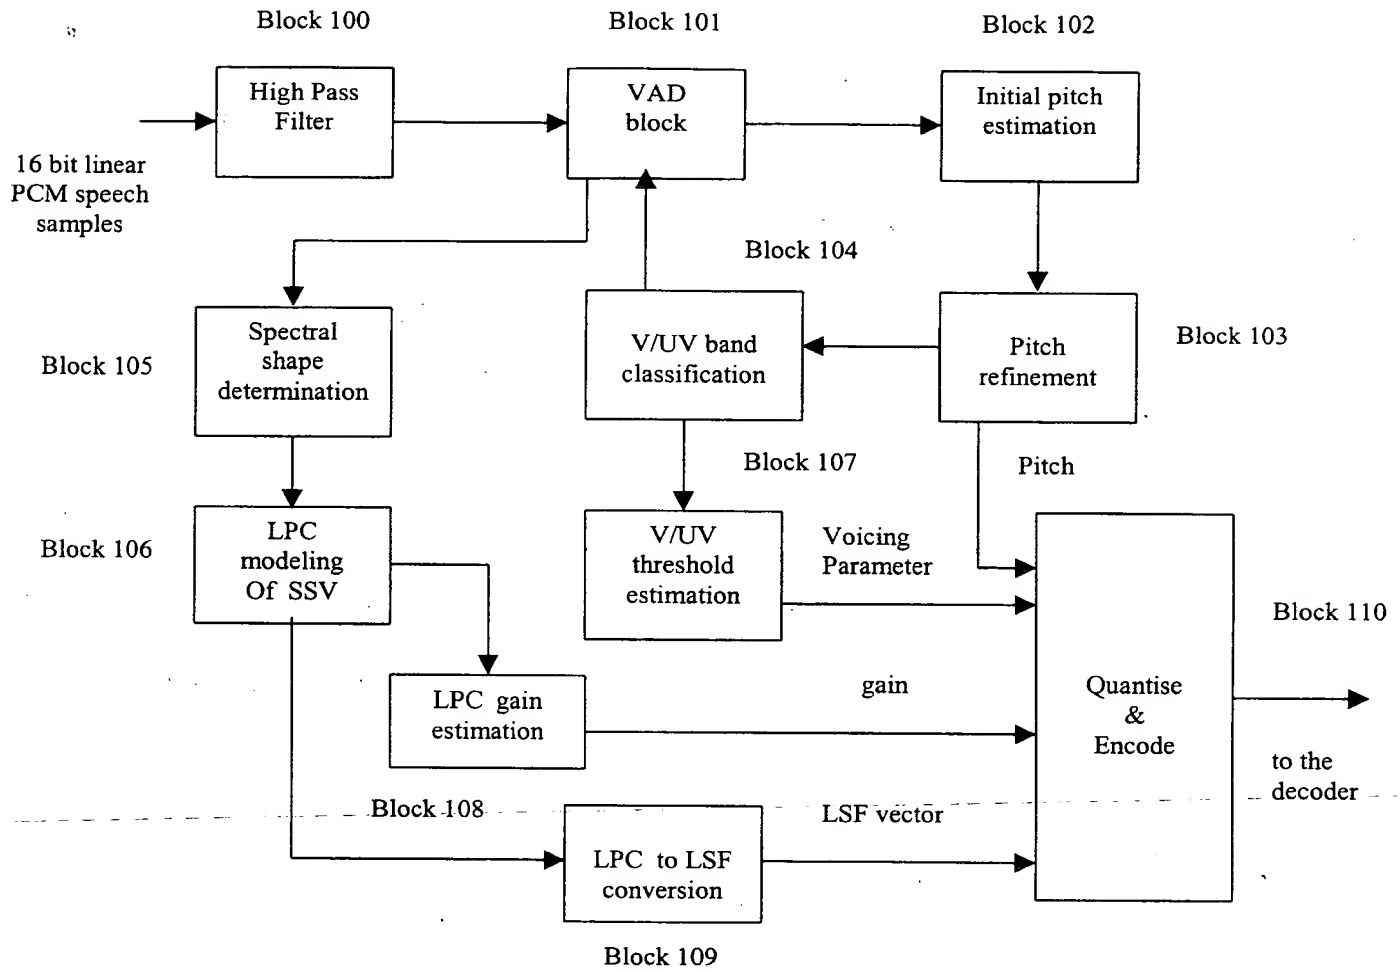 Block 100
Block 101
Block 102
High Pass
Filter
VAD
block
Initial pitch
estimation
16 bit linear
PCM speech
samples
Block 104
Block 105
Spectral
shape
determination
V/UV band
classification
Pitch
refinement
Block 103
Block 107
Pitch
Block 106
LPC
modeling
Of SSV
V/UV
threshold
estimation
Voicing
Parameter
Block 110
LPC gain
estimation
gain
Quantise
&
Encode
to the
decoder
Block 108
LPC to LSF
conversion
LSF vector
Block 109